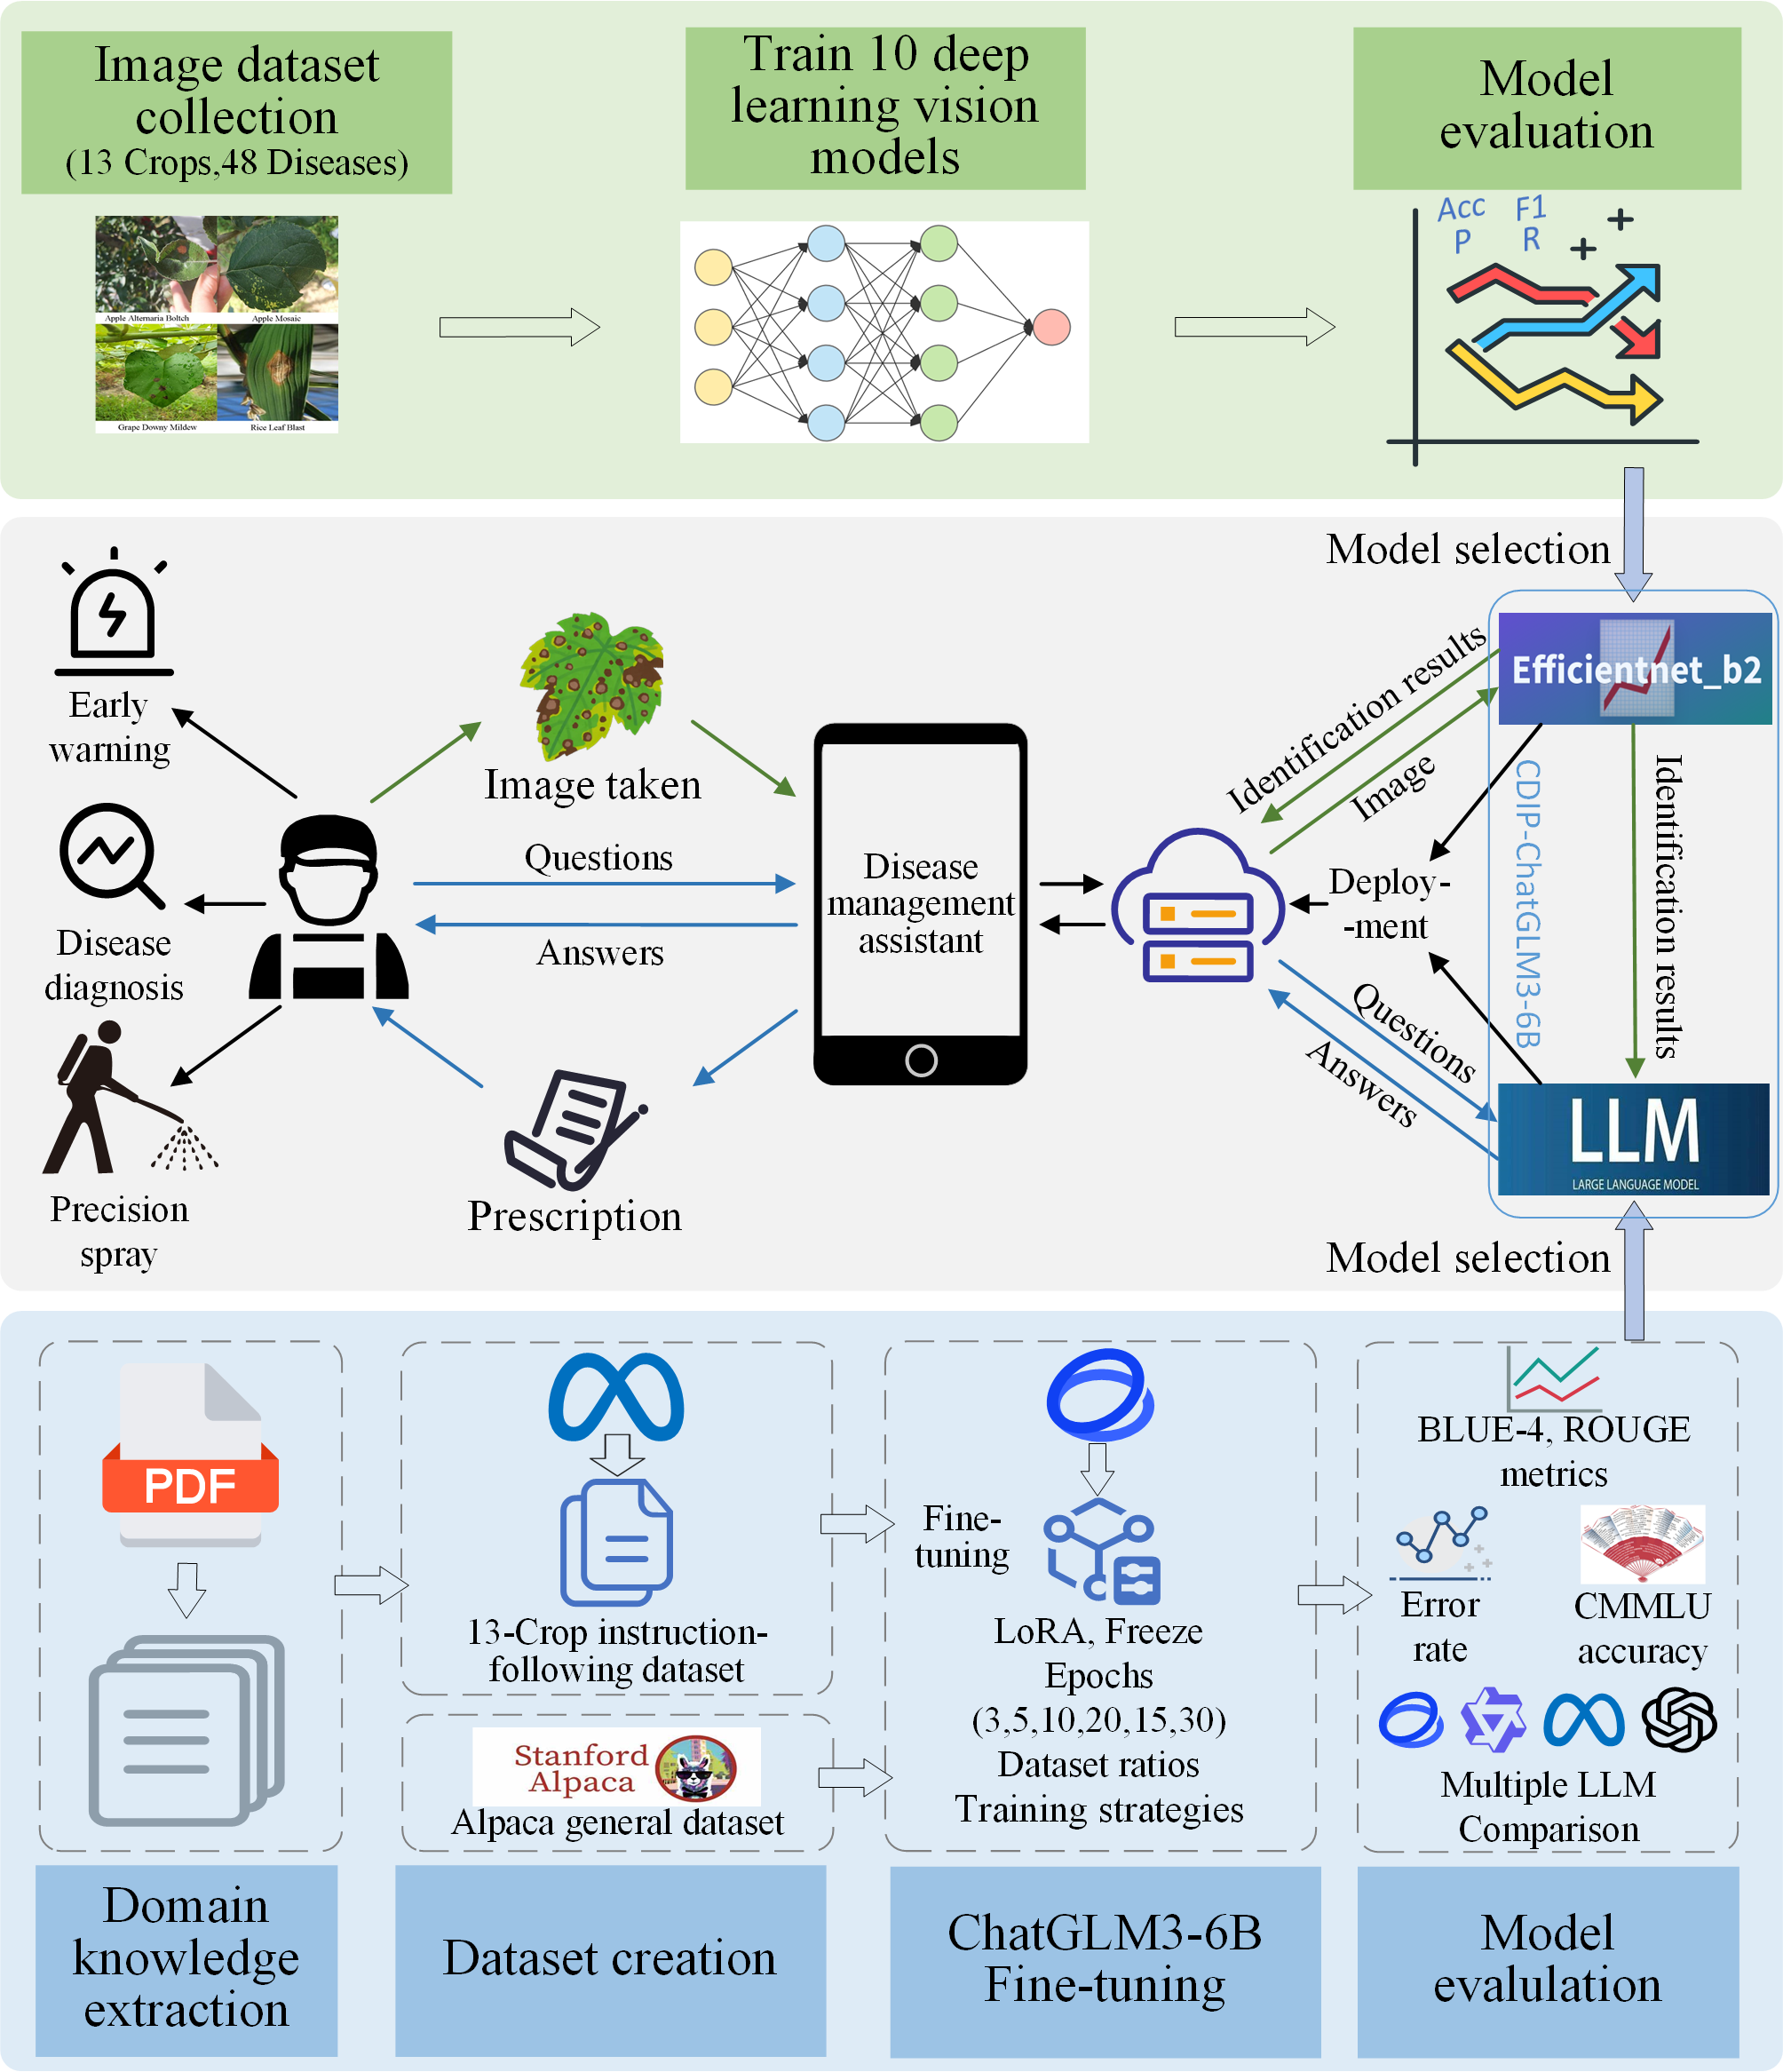 Image dataset
collection
(13 Crops,48 Diseases)
Train 10 deep
learning vision
models
Model
evaluation
Apple Alternaria Boltch
Apple Mosaic
Grape Downy Mildew
Rice Leaf Blast
Acc
F1
P
R
Model selection
Early
warning
Disease
diagnosis
Precision
spray
Image taken
Questions
Answers
Prescription
Disease
management
assistant
Identification results
Image
Deploy-
-ment
Questions
Answers
Efficientnet_b2
CDIP-ChatGLM3-6B
Identification results
LLM
LARGE LANGUAGE MODEL
Model selection
PDF
13-Crop instruction-
following dataset
Stanford
Alpaca
Alpaca general dataset
Fine-
tuning
LoRA, Freeze
Epochs
(3,5,10,20,15,30)
Dataset ratios
Training strategies
BLUE-4, ROUGE
metrics
Error
rate
CMMLU
accuracy
Multiple LLM
Comparison
Domain
knowledge
extraction
Dataset creation
ChatGLM3-6B
Fine-tuning
Model
evalulation